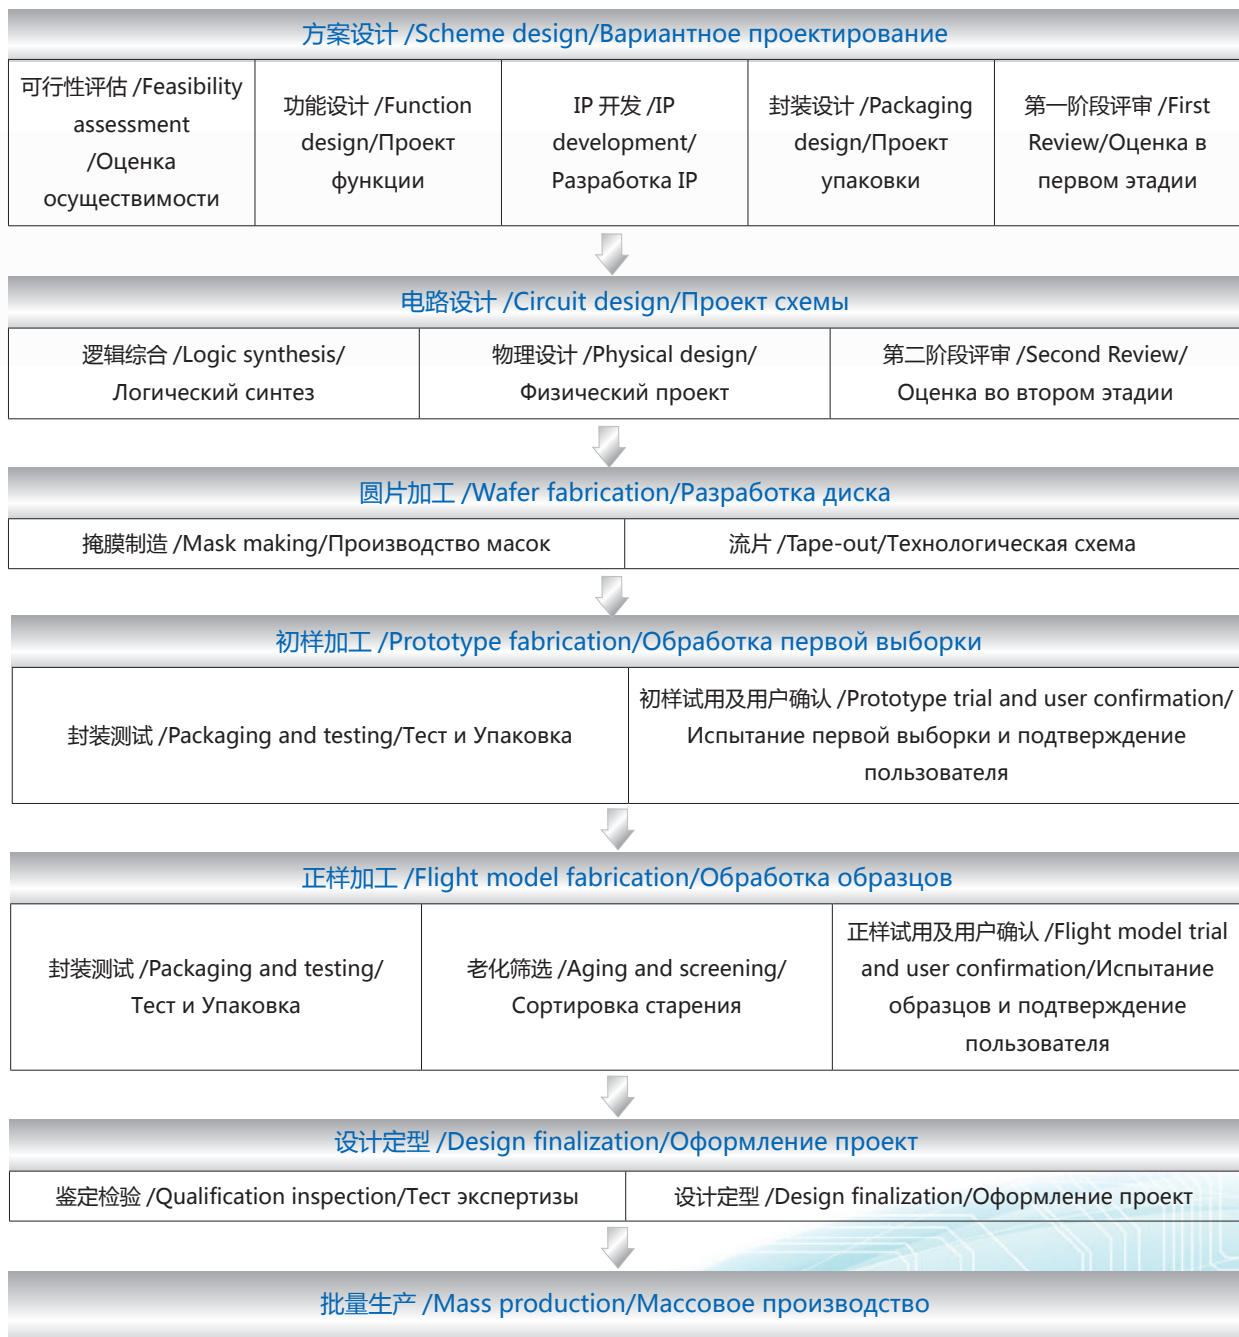 方案设计 /Scheme design/Вариантное проектирование
可行性评估 /Feasibility
assessment
/Оценка
осуществимости
功能设计 /Function
design/Проект
функции
IP 开发 /IP
development/
Разработка IP
封装设计 /Packaging
design/Проект
упаковки
第一阶段评审 /First
Review/Оценка в
первом этадии
电路设计 /Circuit design/Проект схемы
逻辑综合 /Logic synthesis/
Логический синтез
物理设计 /Physical design/
Физический проект
第二阶段评审 /Second Review/
Оценка во втором этадии
圆片加工 /Wafer fabrication/Разработка диска
掩膜制造 /Mask making/Производство масок
流片 /Tape-out/Технологическая схема
初样加工 /Prototype fabrication/Обработка первой выборки
封装测试 /Packaging and testing/Тест и Упаковка
初样试用及用户确认 /Prototype trial and user confirmation/
Испытание первой выборки и подтверждение
пользователя
正样加工 /Flight model fabrication/Обработка образцов
封装测试 /Packaging and testing/
Тест и Упаковка
老化筛选 /Aging and screening/
Сортировка старения
正样试用及用户确认 /Flight model trial
and user confirmation/Испытание
образцов и подтверждение
пользователя
设计定型 /Design finalization/Оформление проект
鉴定检验 /Qualification inspection/Тест экспертизы
设计定型 /Design finalization/Оформление проект
批量生产 /Mass production/Массовое производство